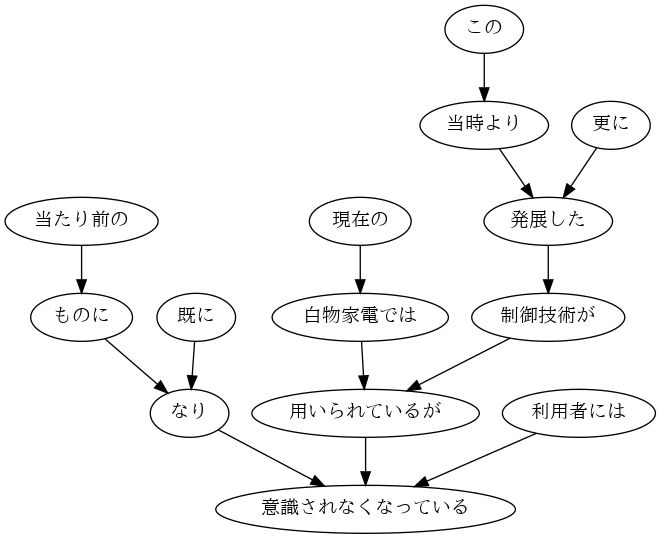 この
当時より
更に
当たり前の
現在の
発展した
ものに
既に
白物家電では
制御技術が
なり
用いられているが
利用者には
意識されなくなっている